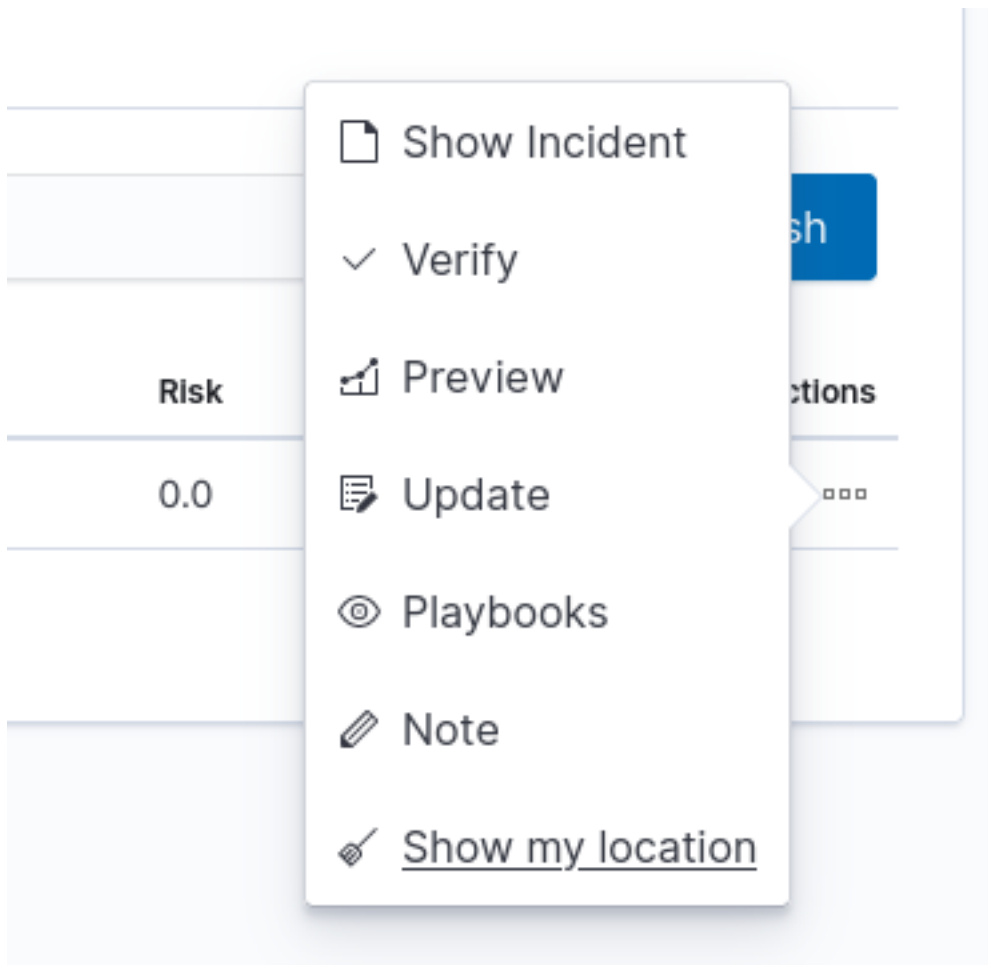 Show Incident
sh
Verify
Preview
Risk
ctions
Update
0.0
Playbooks
Note
Show my location